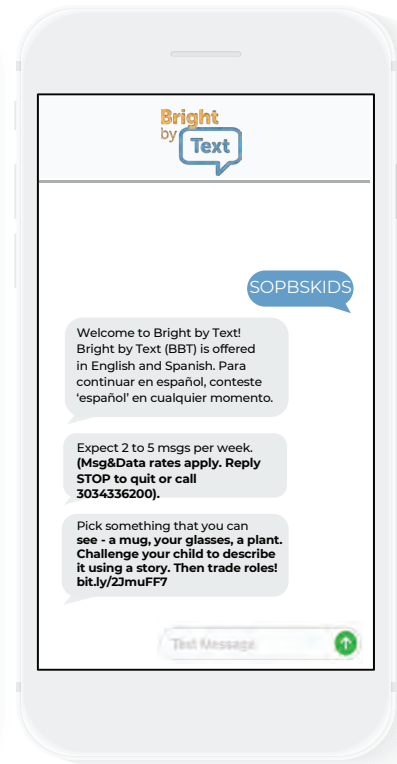 Bright
by Text
SOPBSKIDS
Welcome to Bright by Text!
Bright by Text (BBT) is offered
in English and Spanish. Para
continuar en español, conteste
‘español’ en cualquier momento.
Expect 2 to 5 msgs per week.
(Msg&Data rates apply. Reply
STOP to quit or call
3034336200).
Pick something that you can
see - a mug, your glasses, a plant.
Challenge your child to describe
it using a story. Then trade roles!
bit.ly/2JmuFF7
Text Message